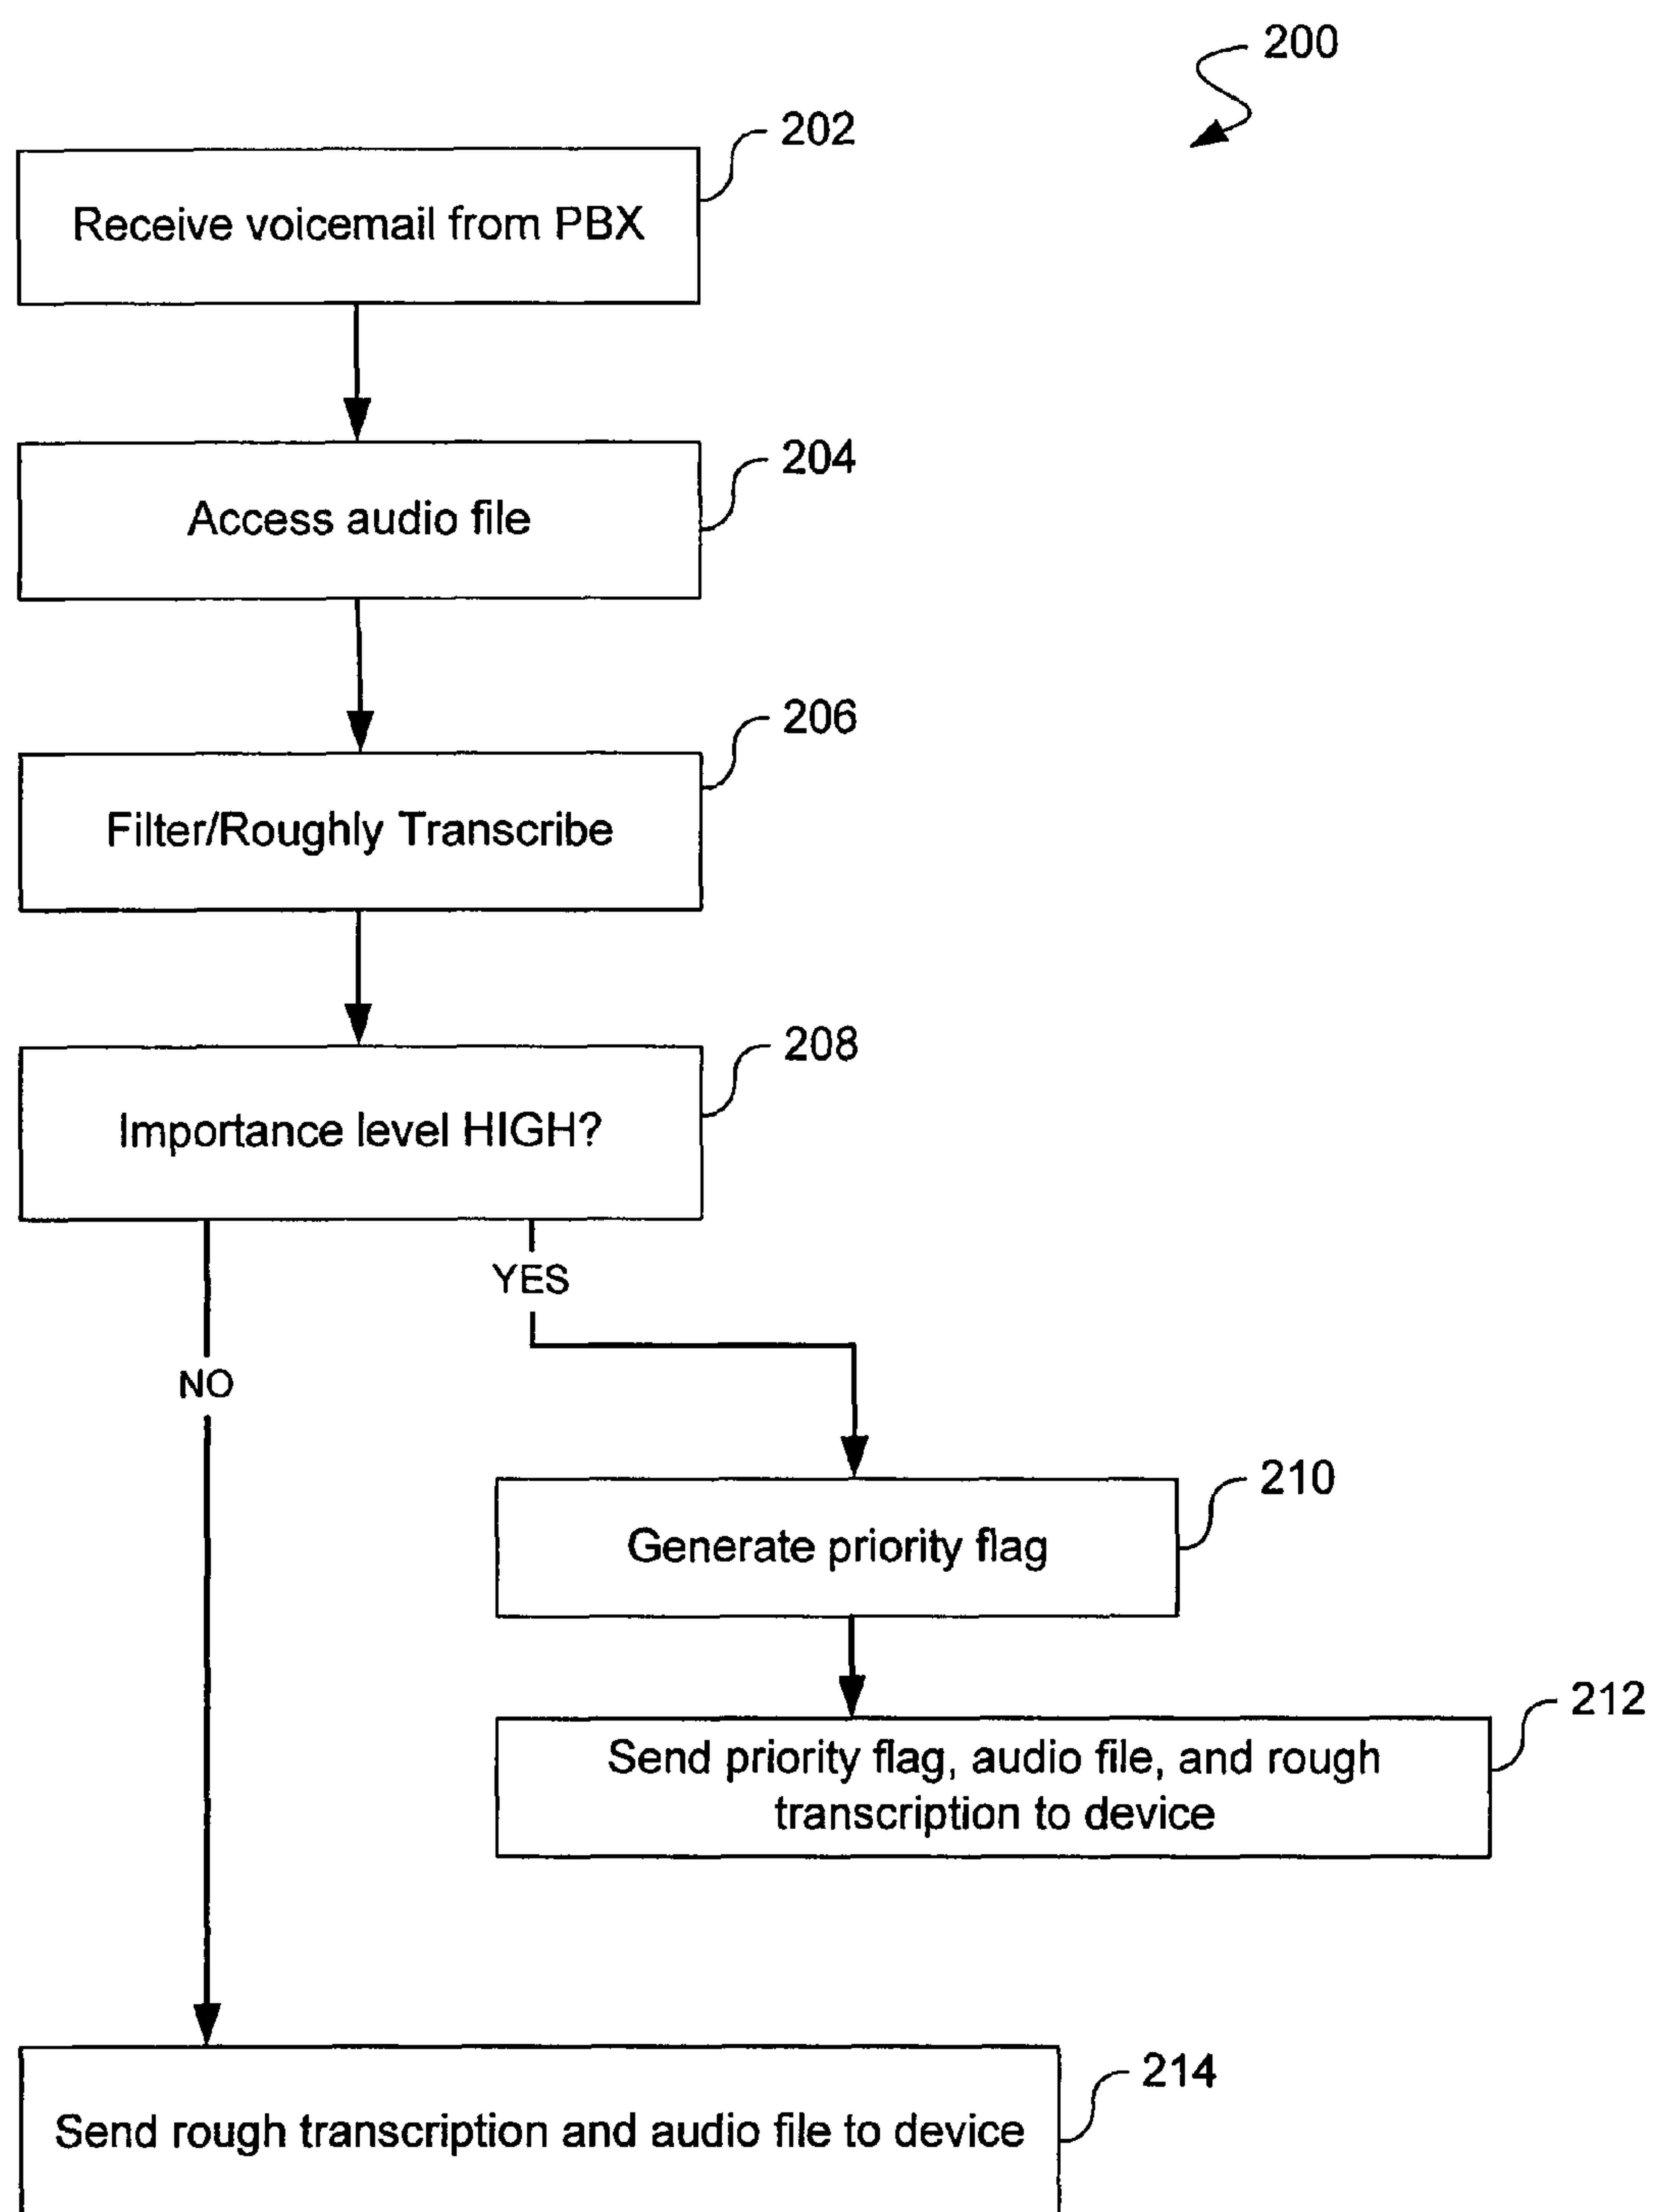 200
202
Receive voicemail from PBX
204
Access audio file
206
Filter/Roughly Transcribe
208
Importance level HIGH?
YES
NO
210
Generate priority flag
212
Send priority flag, audio file, and rough
transcription to device
214
Send rough transcription and audio file to device